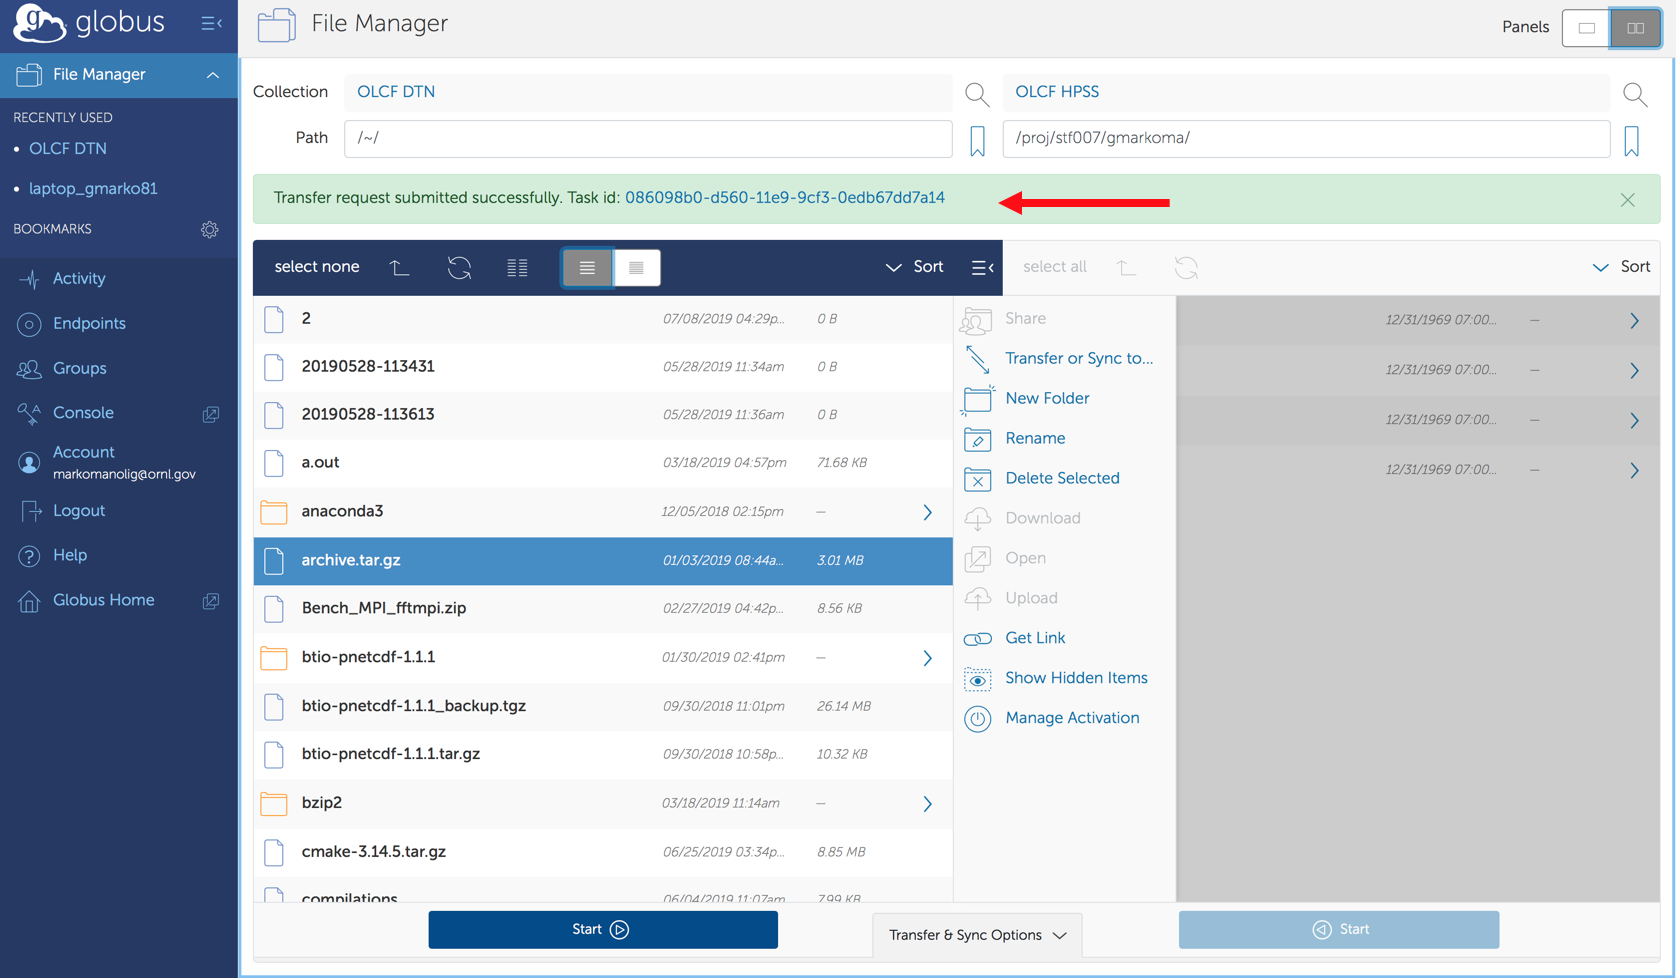 globus
File Manager
RECENTLY USED
• OLCF DTN
• laptop_gmarko81
BOOKMARKS
Activity
Endpoints
Groups
Console
Account
markomanolig@ornl.gov
Logout
Help
Globus Home
File Manager
Panels
Collection
OLCF DTN
OLCF HPSS
Path
/~/
/proj/stf007/gmarkoma/
Transfer request submitted successfully. Task id: 086098b0-d560-11e9-9cf3-0edb67dd7a14
select none
Sort
select all
Sort
2 07/08/2019 04:29p... 0 B
20190528-113431 05/28/2019 11:34am 0 B
20190528-113613 05/28/2019 11:36am 0 B
a.out 03/18/2019 04:57pm 71.68 KB
anaconda3 12/05/2018 02:15pm —
archive.tar.gz 01/03/2019 08:44a... 3.01 MB
Bench_MPI_fftmpi.zip 02/27/2019 04:42p... 8.56 KB
btio-pnetcdf-1.1.1 01/30/2019 02:41pm —
btio-pnetcdf-1.1.1_backup.tgz 09/30/2018 11:01pm 26.14 MB
btio-pnetcdf-1.1.1.tar.gz 09/30/2018 10:58p... 10.32 KB
bzip2 03/18/2019 11:14am —
cmake-3.14.5.tar.gz 06/25/2019 03:34p... 8.85 MB
compilations 06/04/2019 11:07am 7.99 KB
Share
Transfer or Sync to...
New Folder
Rename
Delete Selected
Download
Open
Upload
Get Link
Show Hidden Items
Manage Activation
12/31/1969 07:00... —
12/31/1969 07:00... —
12/31/1969 07:00... —
12/31/1969 07:00... —
Start
Transfer & Sync Options
Start